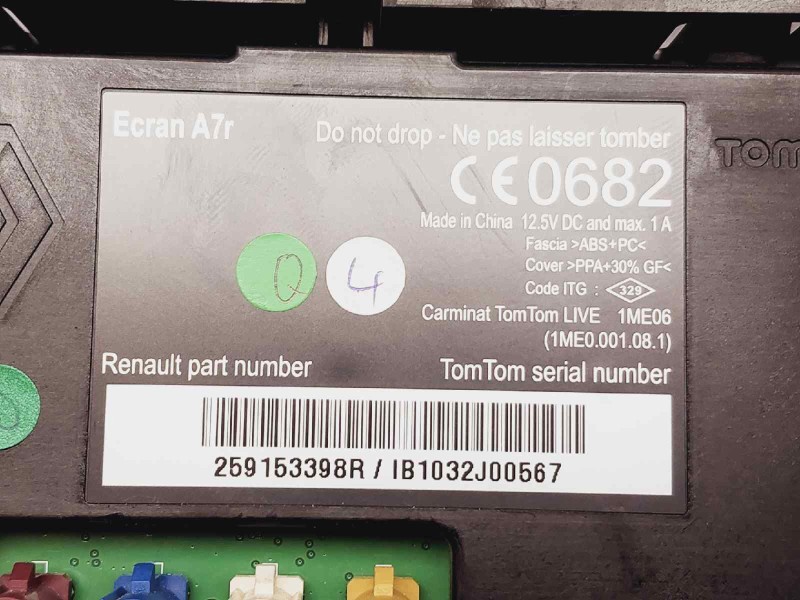 Ecran A7r
Do not drop - Ne pas laisser tomber
CE 0682
TOM
Made in China 12.5V DC and max. 1 A
Fascia >ABS+PC<
Cover >PPA+30% GF<
Code ITG : 329
Q
4
Carminat TomTom LIVE 1ME06
(1ME0.001.08.1)
Renault part number
TomTom serial number
259153398R / IB1032J00567